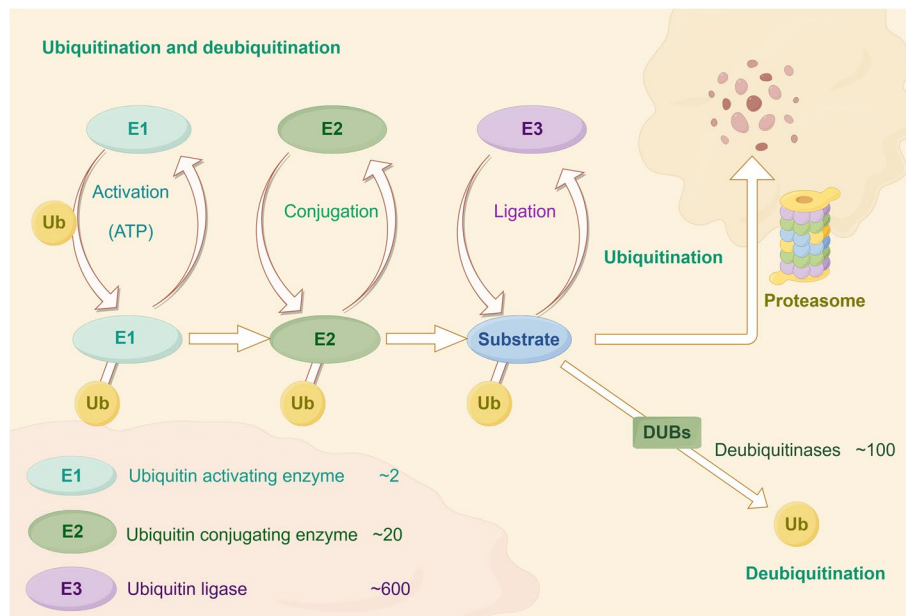 Ubiquitination and deubiquitination
E1
E2
E3
Activation
(ATP)
Ub
Conjugation
Ligation
Ubiquitination
Proteasome
E1
E2
Substrate
Ub
Ub
Ub
DUBs
Deubiquitinases ~100
Ub
Deubiquitination
E1 Ubiquitin activating enzyme ~2
E2 Ubiquitin conjugating enzyme ~20
E3 Ubiquitin ligase ~600